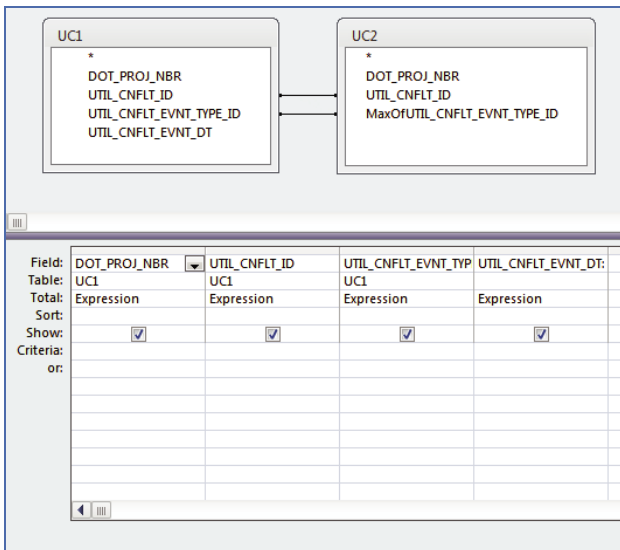 UC1
*
DOT_PROJ_NBR
UTIL_CNFLT_ID
UTIL_CNFLT_EVNT_TYPE_ID
UTIL_CNFLT_EVNT_DT
UC2
*
DOT_PROJ_NBR
UTIL_CNFLT_ID
MaxOfUTIL_CNFLT_EVNT_TYPE_ID
Field: DOT_PROJ_NBR UTIL_CNFLT_ID UTIL_CNFLT_EVNT_TYP UTIL_CNFLT_EVNT_DT:
Table: UC1 UC1 UC1
Total: Expression Expression Expression Expression
Sort:
Show:
Criteria:
or: